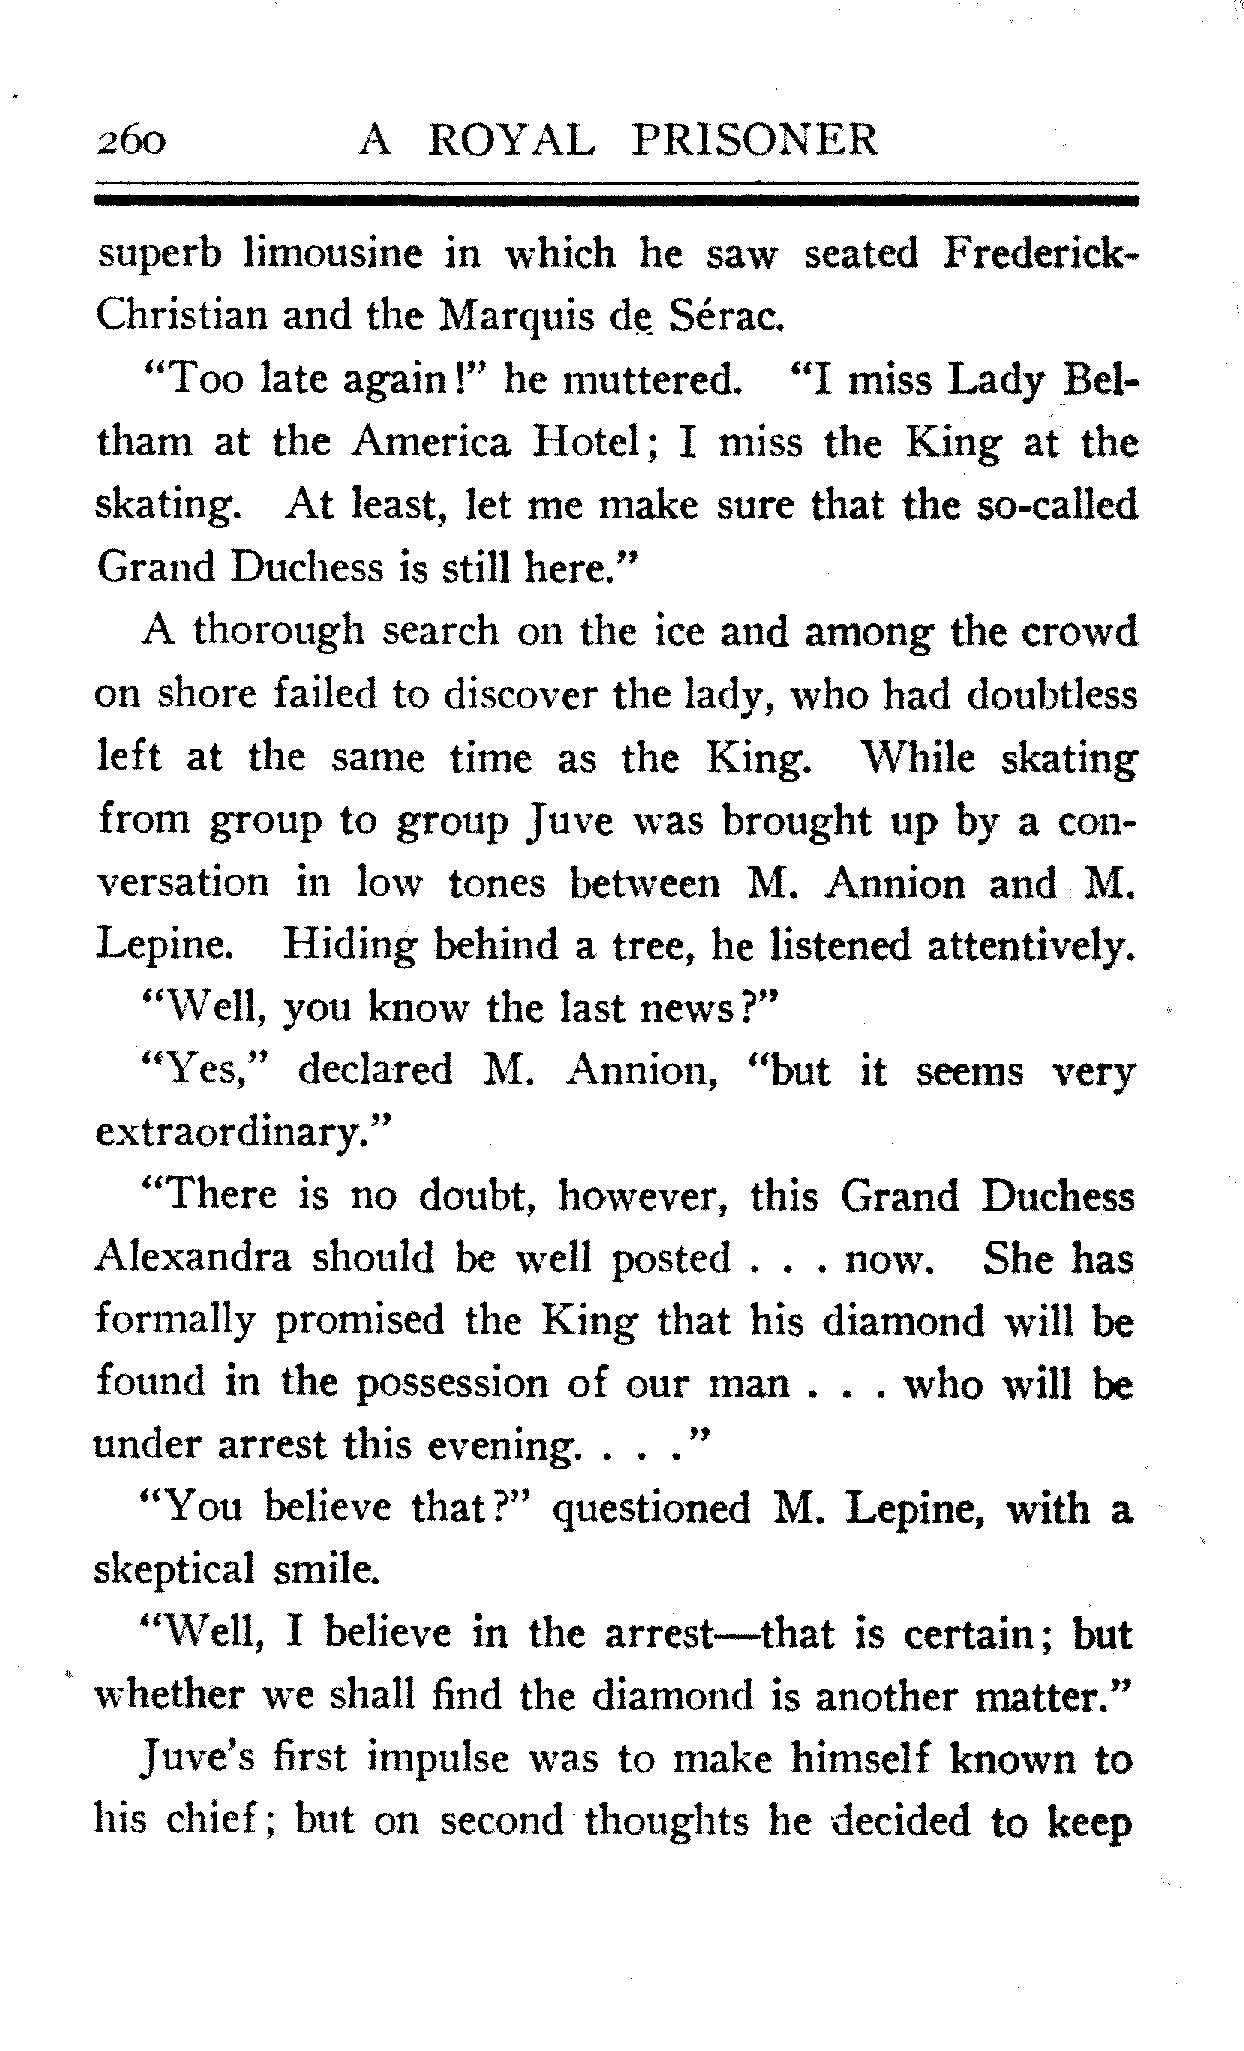 260 A ROYAL PRISONER
superb limousine in which he saw seated Frederick-
Christian and the Marquis de Sérac.
“Too late again!” he muttered. “I miss Lady Bel-
tham at the America Hotel; I miss the King at the
skating. At least, let me make sure that the so-called
Grand Duchess is still here.”
A thorough search on the ice and among the crowd
on shore failed to discover the lady, who had doubtless
left at the same time as the King. While skating
from group to group Juve was brought up by a con-
versation in low tones between M. Annion and M.
Lepine. Hiding behind a tree, he listened attentively.
“Well, you know the last news?”
“Yes,” declared M. Annion, “but it seems very
extraordinary.”
“There is no doubt, however, this Grand Duchess
Alexandra should be well posted . . . now. She has
formally promised the King that his diamond will be
found in the possession of our man . . . who will be
under arrest this evening. . . .”
“You believe that?” questioned M. Lepine, with a
skeptical smile.
“Well, I believe in the arrest—that is certain; but
whether we shall find the diamond is another matter.”
Juve’s first impulse was to make himself known to
his chief; but on second thoughts he decided to keep